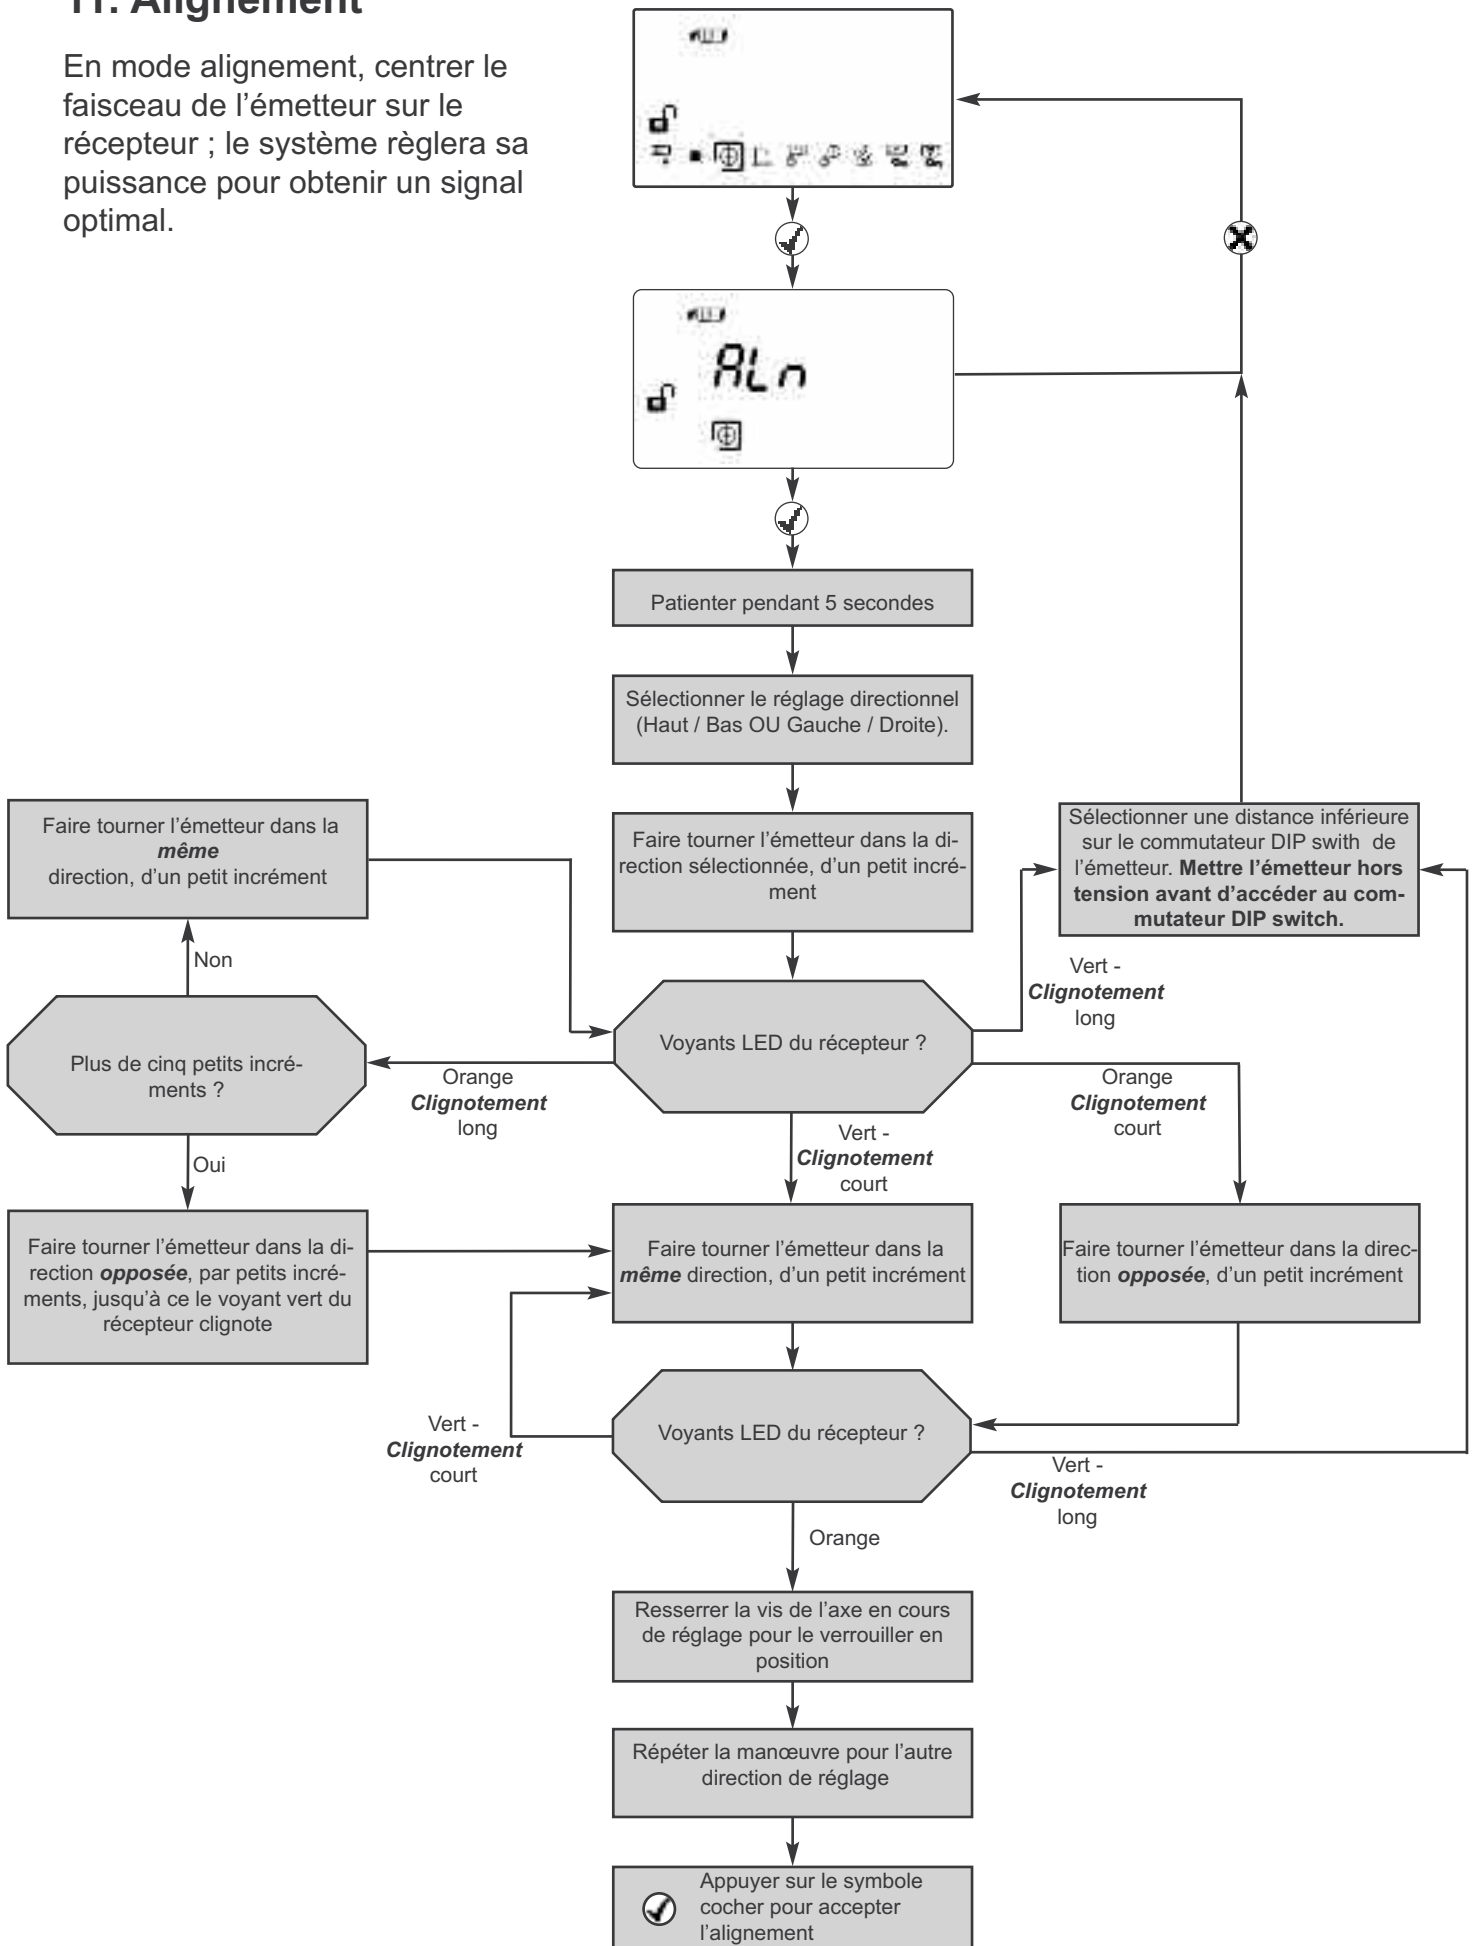 11. Alignement
En mode alignement, centrer le
faisceau de l'émetteur sur le
récepteur ; le système règlera sa
puissance pour obtenir un signal
optimal.
ALn
Patienter pendant 5 secondes
Sélectionner le réglage directionnel
(Haut / Bas OU Gauche / Droite).
Faire tourner l'émetteur dans la
même
direction, d'un petit incrément
Faire tourner l'émetteur dans la di-
rection sélectionnée, d'un petit incré-
ment
Sélectionner une distance inférieure
sur le commutateur DIP swith de
l'émetteur. Mettre l'émetteur hors
tension avant d'accéder au com-
mutateur DIP switch.
Non
Vert -
Clignotement
long
Plus de cinq petits incré-
ments ?
Voyants LED du récepteur ?
Orange
Clignotement
long
Orange
Clignotement
court
Vert -
Clignotement
court
Oui
Faire tourner l'émetteur dans la di-
rection opposée, par petits incré-
ments, jusqu'à ce le voyant vert du
récepteur clignote
Faire tourner l'émetteur dans la
même direction, d'un petit incrément
Faire tourner l'émetteur dans la direc-
tion opposée, d'un petit incrément
Vert -
Clignotement
court
Voyants LED du récepteur ?
Vert -
Clignotement
long
Orange
Resserrer la vis de l'axe en cours
de réglage pour le verrouiller en
position
Répéter la manœuvre pour l'autre
direction de réglage
Appuyer sur le symbole
cocher pour accepter
l'alignement